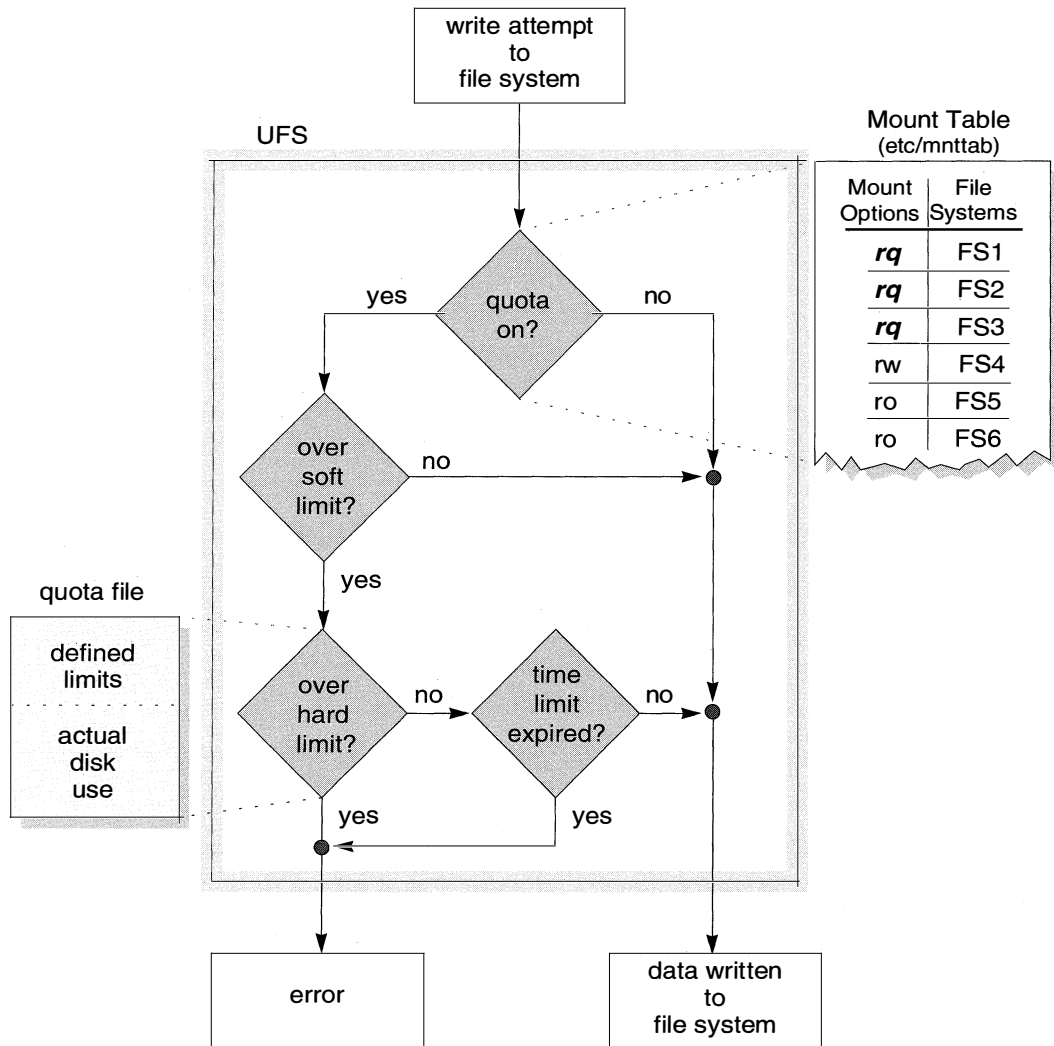 write attempt
to
file system
UFS
Mount Table
(etc/mnttab)
Mount Options
File Systems
rq FS1
rq FS2
rq FS3
rw FS4
ro FS5
ro FS6
quota
on?
yes
no
over
soft
limit?
no
yes
quota file
defined
limits
actual
disk
use
over
hard
limit?
no
time
limit
expired?
no
yes
yes
error
data written
to
file system